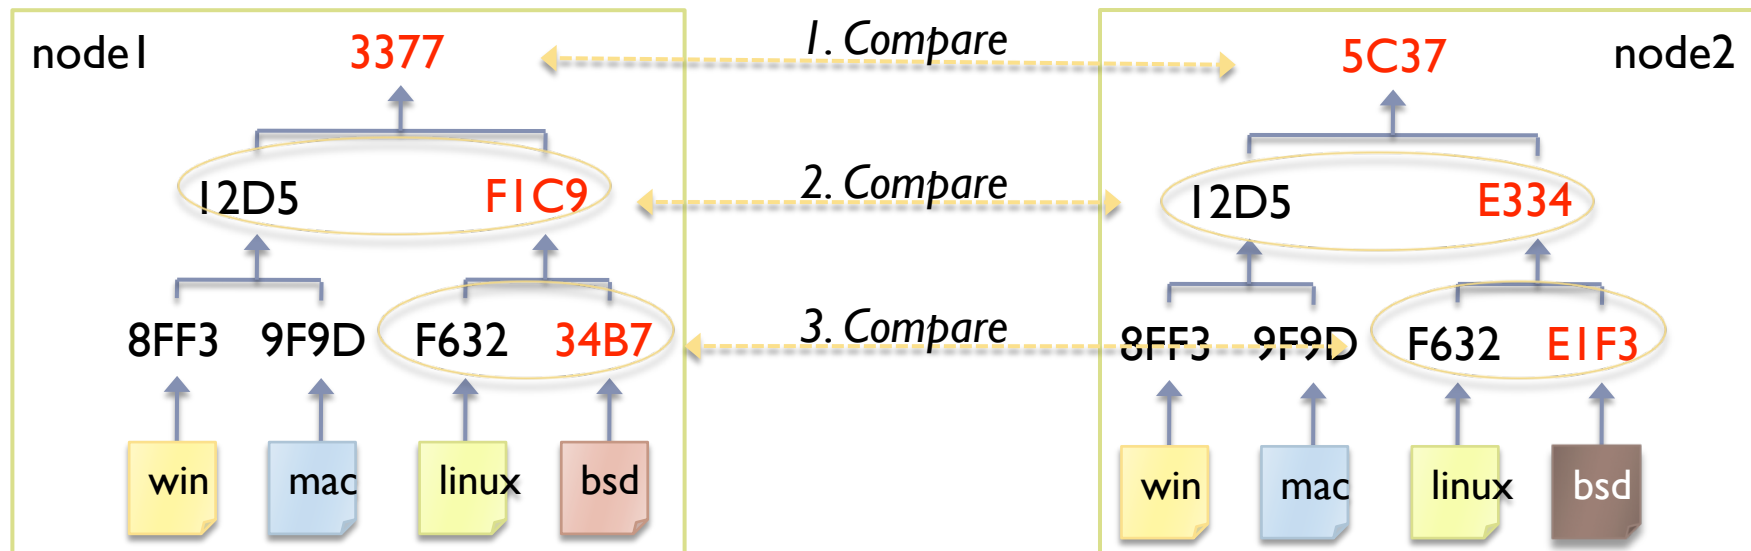 node1 3377 1. Compare 5C37 node2
12D5 F1C9 2. Compare 12D5 E334
8FF3 9F9D F632 34B7 3. Compare 8FF3 9F9D F632 E1F3
win mac linux bsd win mac linux bsd